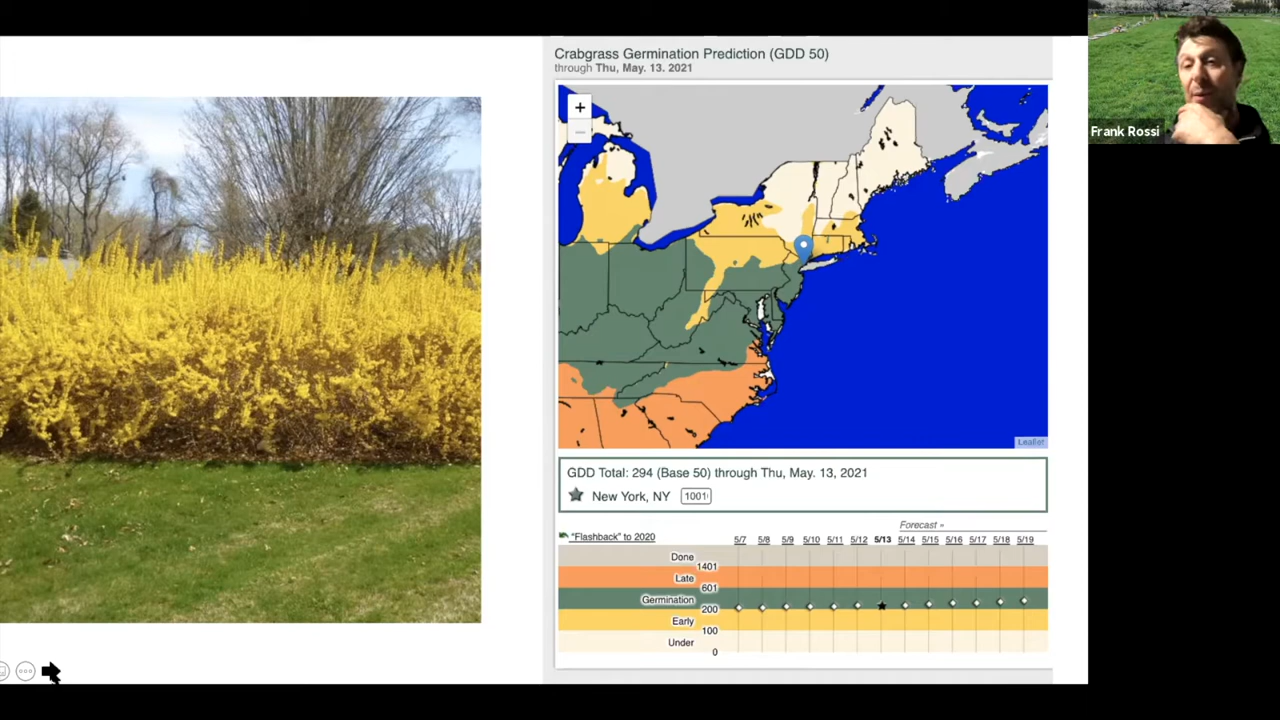 Crabgrass Germination Prediction (GDD 50)
through Thu, May. 13. 2021
Frank Rossi
+
Leaflet
GDD Total: 294 (Base 50) through Thu, May. 13, 2021
New York, NY 1001
Forecast »
"Flashback" to 2020
5/7 5/8 5/9 5/10 5/11 5/12 5/13 5/14 5/15 5/16 5/17 5/18 5/19
Done
1401
Late
601
Germination
200
Early
100
Under
0